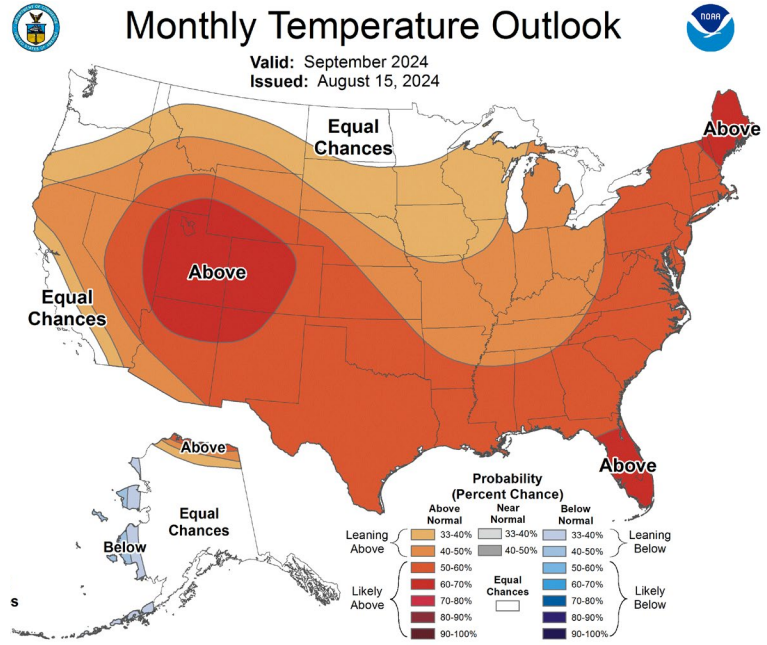 Monthly Temperature Outlook
NOAA
Valid: September 2024
Issued: August 15, 2024
Equal
Chances
Above
Above
Equal
Chances
Above
Above
Equal
Chances
Below
s
Probability
(Percent Chance)
Above
Normal
Near
Normal
Below
Normal
Leaning
Above
33-40%
40-50%
33-40%
40-50%
33-40%
40-50%
Leaning
Below
Likely
Above
50-60%
60-70%
70-80%
80-90%
90-100%
Equal
Chances
50-60%
60-70%
70-80%
80-90%
90-100%
Likely
Below